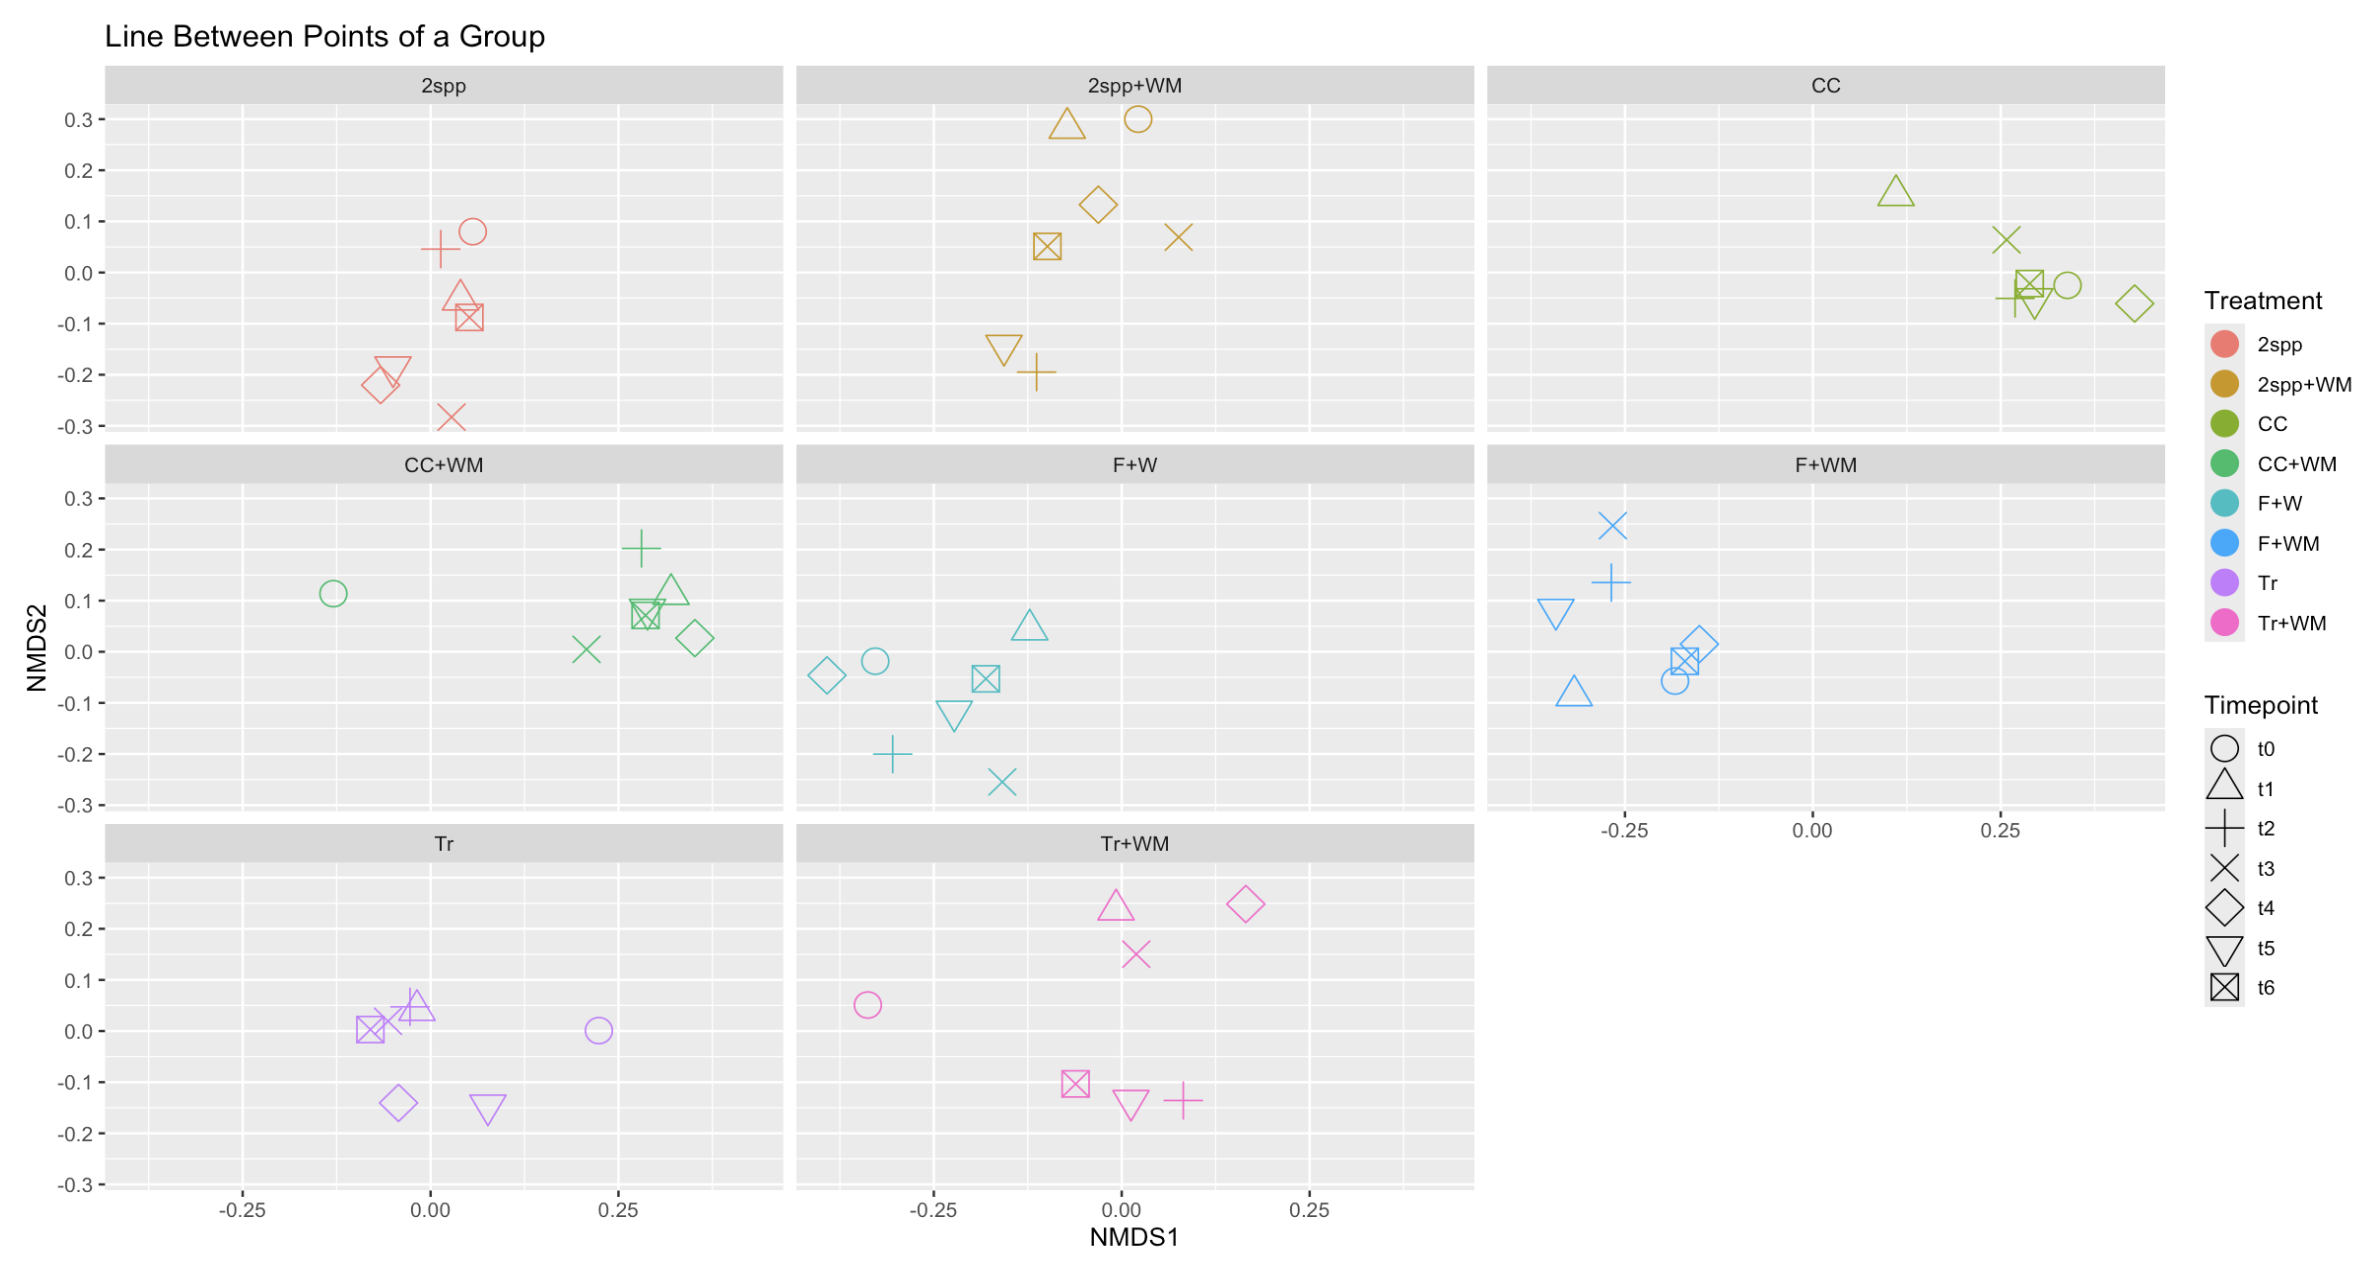 Line Between Points of a Group
2spp
2spp+WM
CC
0.3
0.2
0.1
0.0
-0.1
-0.2
-0.3
CC+WM
F+W
F+WM
0.3
0.2
0.1
0.0
-0.1
-0.2
-0.3
-0.25 0.00 0.25
Tr
Tr+WM
0.3
0.2
0.1
0.0
-0.1
-0.2
-0.3
-0.25 0.00 0.25
-0.25 0.00 0.25
NMDS1
NMDS2
Treatment
2spp
2spp+WM
CC
CC+WM
F+W
F+WM
Tr
Tr+WM
Timepoint
t0
t1
t2
t3
t4
t5
t6